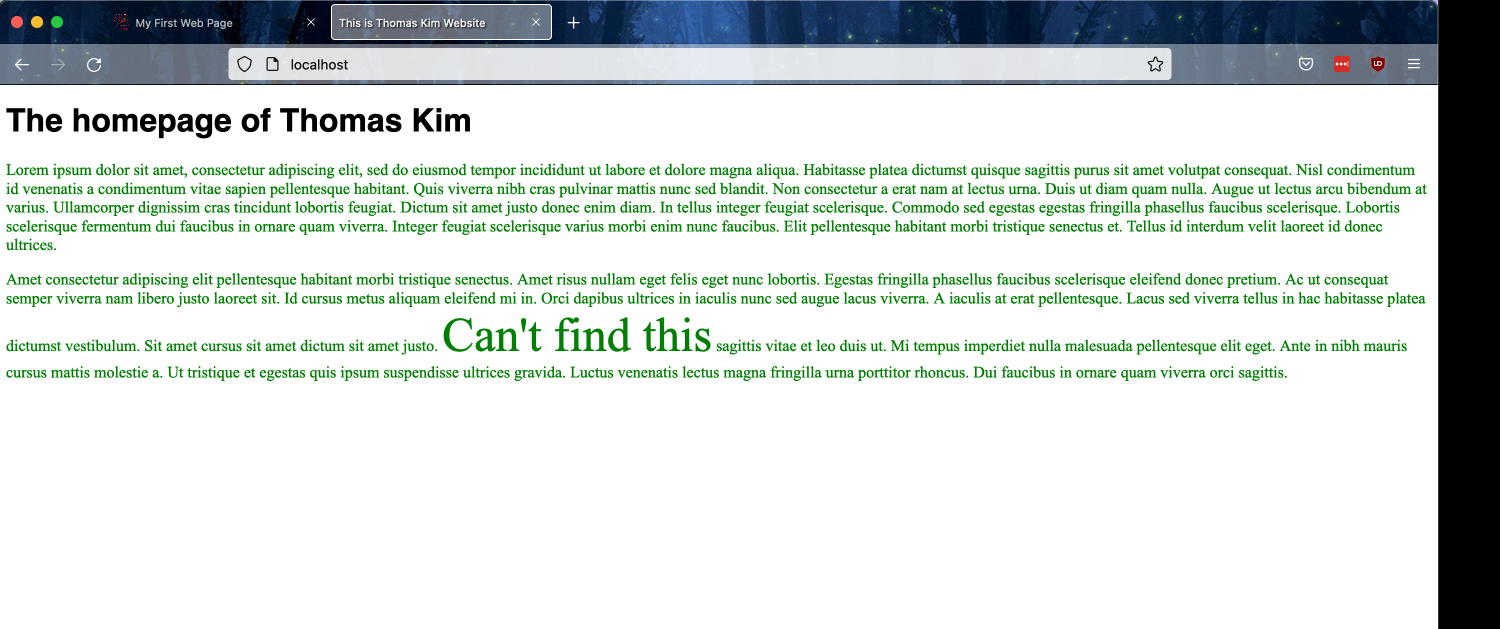 My First Web Page
This is Thomas Kim Website
localhost
The homepage of Thomas Kim
Lorem ipsum dolor sit amet, consectetur adipiscing elit, sed do eiusmod tempor incididunt ut labore et dolore magna aliqua. Habitasse platea dictumst quisque sagittis purus sit amet volutpat consequat. Nisl condimentum
id venenatis a condimentum vitae sapien pellentesque habitant. Quis viverra nibh cras pulvinar mattis nunc sed blandit. Non consectetur a erat nam at lectus urna. Duis ut diam quam nulla. Augue ut lectus arcu bibendum at
varius. Ullamcorper dignissim cras tincidunt lobortis feugiat. Dictum sit amet justo donec enim diam. In tellus integer feugiat scelerisque. Commodo sed egestas egestas fringilla phasellus faucibus scelerisque. Lobortis
scelerisque fermentum dui faucibus in ornare quam viverra. Integer feugiat scelerisque varius morbi enim nunc faucibus. Elit pellentesque habitant morbi tristique senectus et. Tellus id interdum velit laoreet id donec
ultrices.
Amet consectetur adipiscing elit pellentesque habitant morbi tristique senectus. Amet risus nullam eget felis eget nunc lobortis. Egestas fringilla phasellus faucibus scelerisque eleifend donec pretium. Ac ut consequat
semper viverra nam libero justo laoreet sit. Id cursus metus aliquam eleifend mi in. Orci dapibus ultrices in iaculis nunc sed augue lacus viverra. A iaculis at erat pellentesque. Lacus sed viverra tellus in hac habitasse platea
dictumst vestibulum. Sit amet cursus sit amet dictum sit amet justo. Can't find this sagittis vitae et leo duis ut. Mi tempus imperdiet nulla malesuada pellentesque elit eget. Ante in nibh mauris
cursus mattis molestie a. Ut tristique et egestas quis ipsum suspendisse ultrices gravida. Luctus venenatis lectus magna fringilla urna porttitor rhoncus. Dui faucibus in ornare quam viverra orci sagittis.